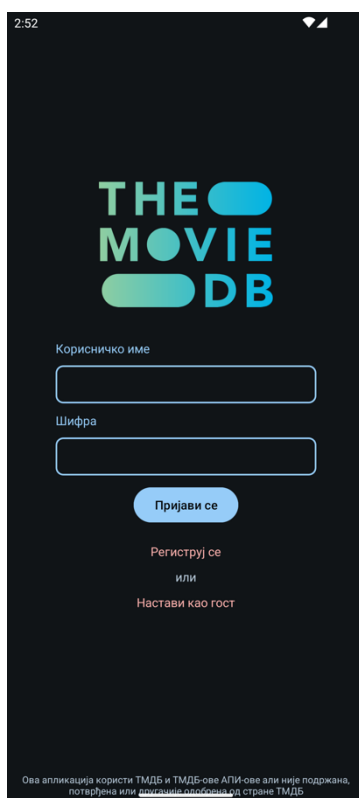 2:52
THE
MOVIE
DB
Корисничко име
Шифра
Пријави се
Региструј се
или
Настави као гост
Ова апликација користи ТМДБ и ТМДБ-ове АПИ-ове али није подржана,
потврђена или другачије одобрена од стране ТМДБ